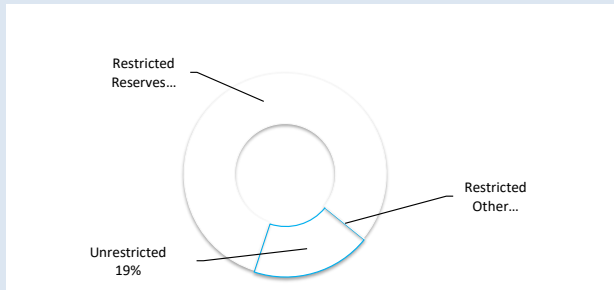 Restricted
Reserves…
Restricted
Other…
Unrestricted
19%